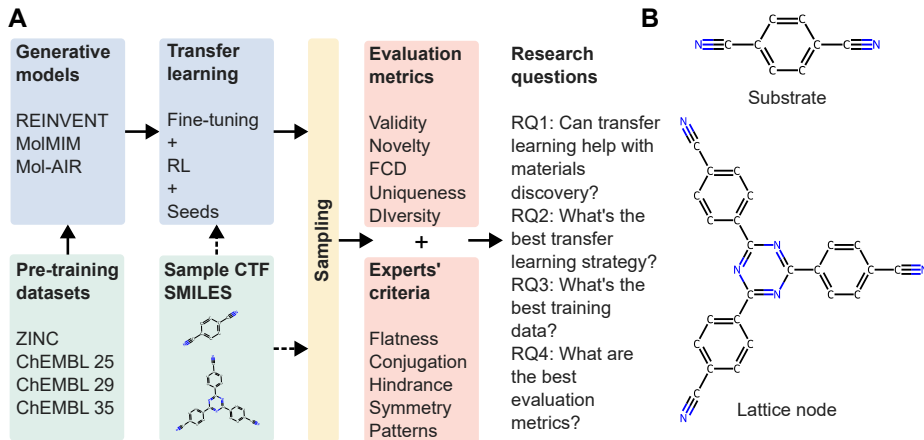 A
Generative
models
REINVENT
MolMIM
Mol-AIR
Transfer
learning
Fine-tuning
+
RL
+
Seeds
Pre-training
datasets
ZINC
ChEMBL 25
ChEMBL 29
ChEMBL 35
Sample CTF
SMILES
Sampling
Evaluation
metrics
Validity
Novelty
FCD
Uniqueness
DIversity
+
Experts'
criteria
Flatness
Conjugation
Hindrance
Symmetry
Patterns
Research
questions
RQ1: Can transfer
learning help with
materials
discovery?
RQ2: What's the
best transfer
learning strategy?
RQ3: What's the
best training
data?
RQ4: What are
the best
evaluation
metrics?
B
Substrate
Lattice node